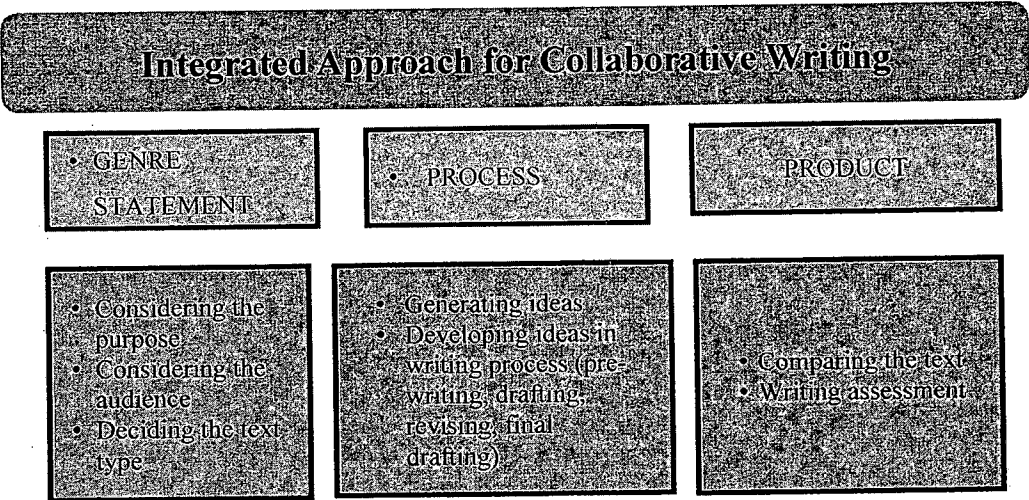 Integrated Approach for Collaborative Writing
• GENRE
STATEMENT
• PROCESS
PRODUCT
• Considering the
purpose
• Considering the
audience
• Deciding the text
type
• Generating ideas
• Developing ideas in
writing process (pre-
writing, drafting,
revising, final
drafting)
• Comparing the text
• Writing assessment